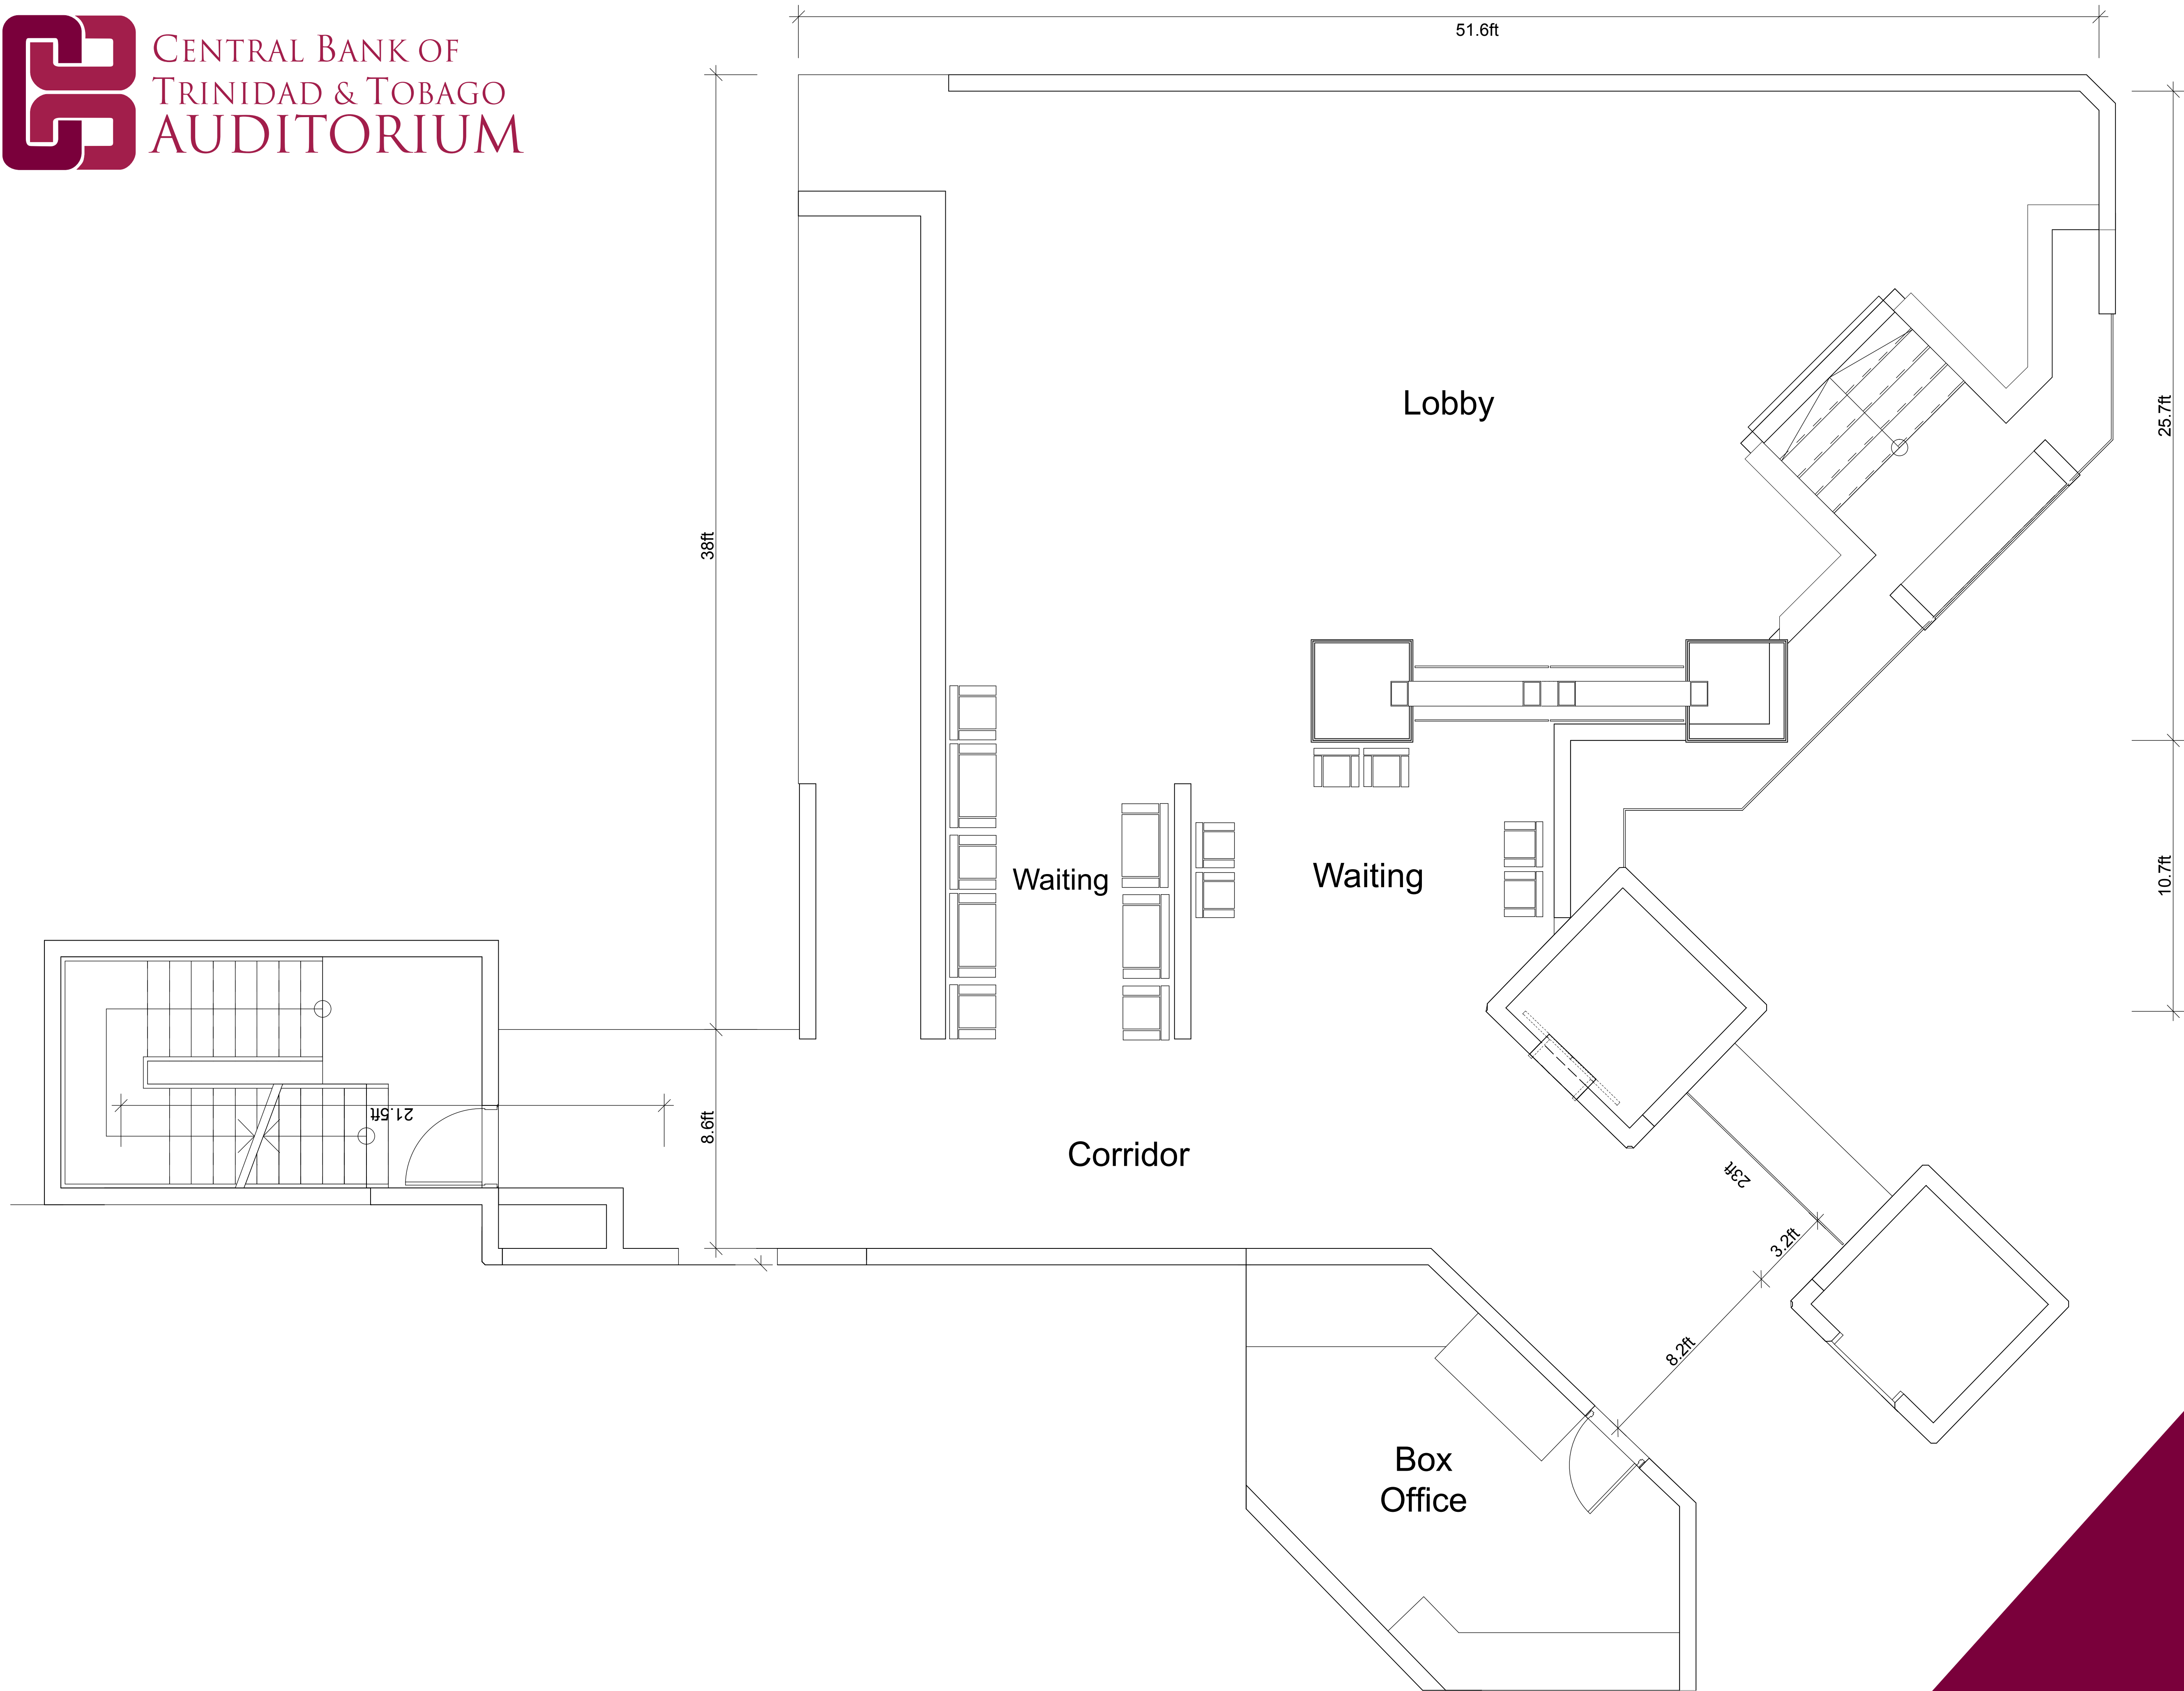 CENTRAL BANK OF
TRINIDAD & TOBAGO
AUDITORIUM
51.6ft
38ft
25.7ft
Lobby
Waiting
Waiting
10.7ft
21.5ft
8.6ft
Corridor
23ft
3.2ft
8.2ft
Box
Office